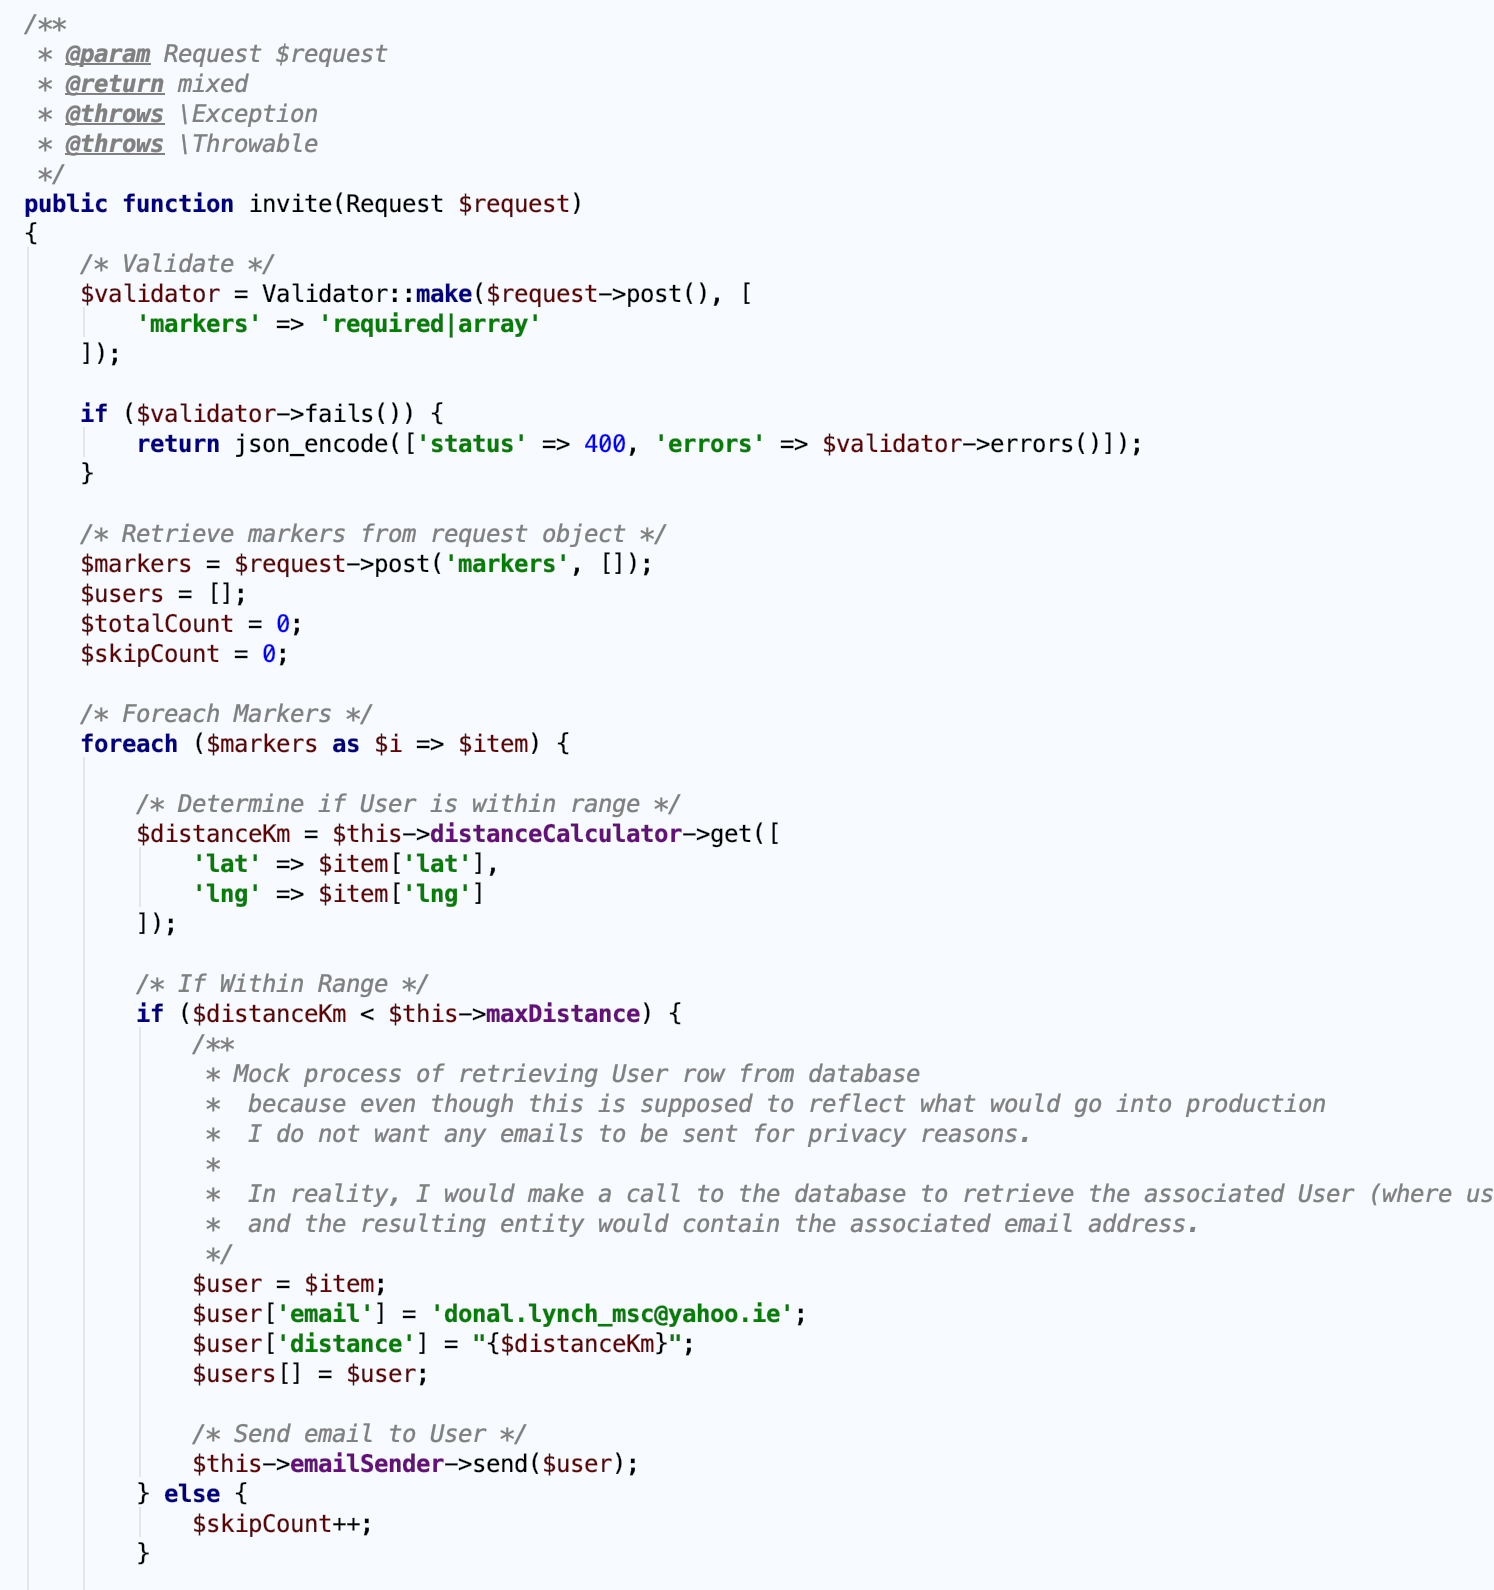 /**
 * @param Request $request
 * @return mixed
 * @throws \Exception
 * @throws \Throwable
 */
public function invite(Request $request)
{
    /* Validate */
    $validator = Validator::make($request->post(), [
        'markers' => 'required|array'
    ]);

    if ($validator->fails()) {
        return json_encode(['status' => 400, 'errors' => $validator->errors()]);
    }

    /* Retrieve markers from request object */
    $markers = $request->post('markers', []);
    $users = [];
    $totalCount = 0;
    $skipCount = 0;

    /* Foreach Markers */
    foreach ($markers as $i => $item) {

        /* Determine if User is within range */
        $distanceKm = $this->distanceCalculator->get([
            'lat' => $item['lat'],
            'lng' => $item['lng']
        ]);

        /* If Within Range */
        if ($distanceKm < $this->maxDistance) {
            /**
             * Mock process of retrieving User row from database
             *  because even though this is supposed to reflect what would go into production
             *  I do not want any emails to be sent for privacy reasons.
             *
             *  In reality, I would make a call to the database to retrieve the associated User (where us
             *  and the resulting entity would contain the associated email address.
             */
            $user = $item;
            $user['email'] = 'donal.lynch_msc@yahoo.ie';
            $user['distance'] = "{$distanceKm}";
            $users[] = $user;

            /* Send email to User */
            $this->emailSender->send($user);
        } else {
            $skipCount++;
        }